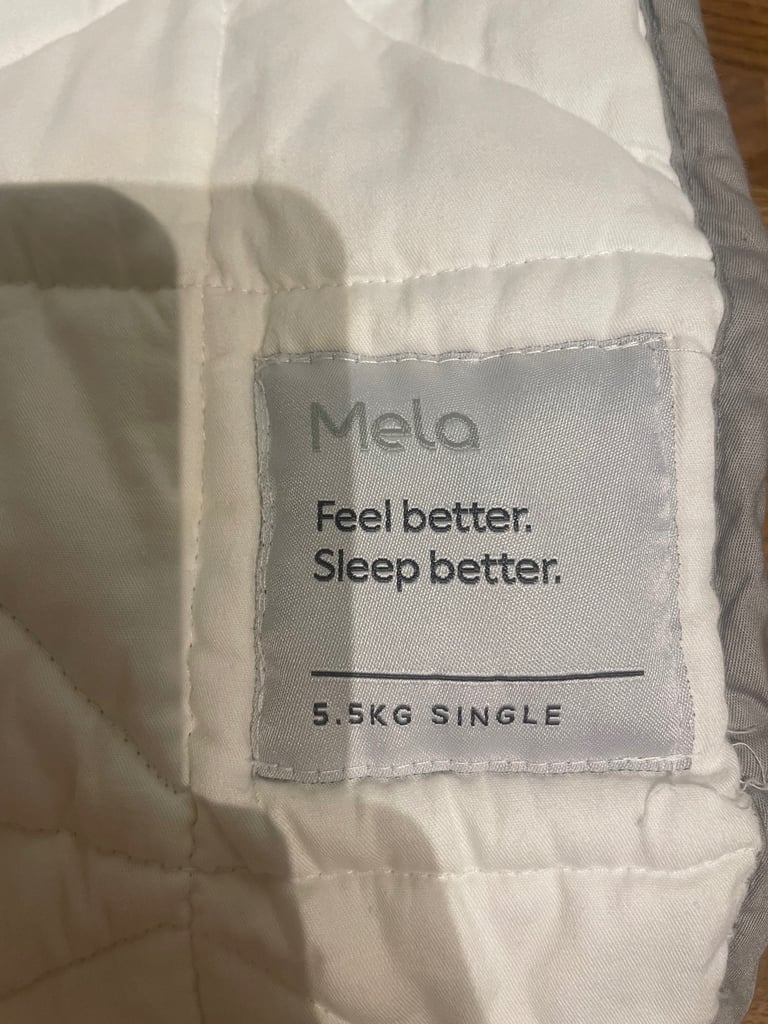 Mela
Feel better.
Sleep better.
5.5KG SINGLE